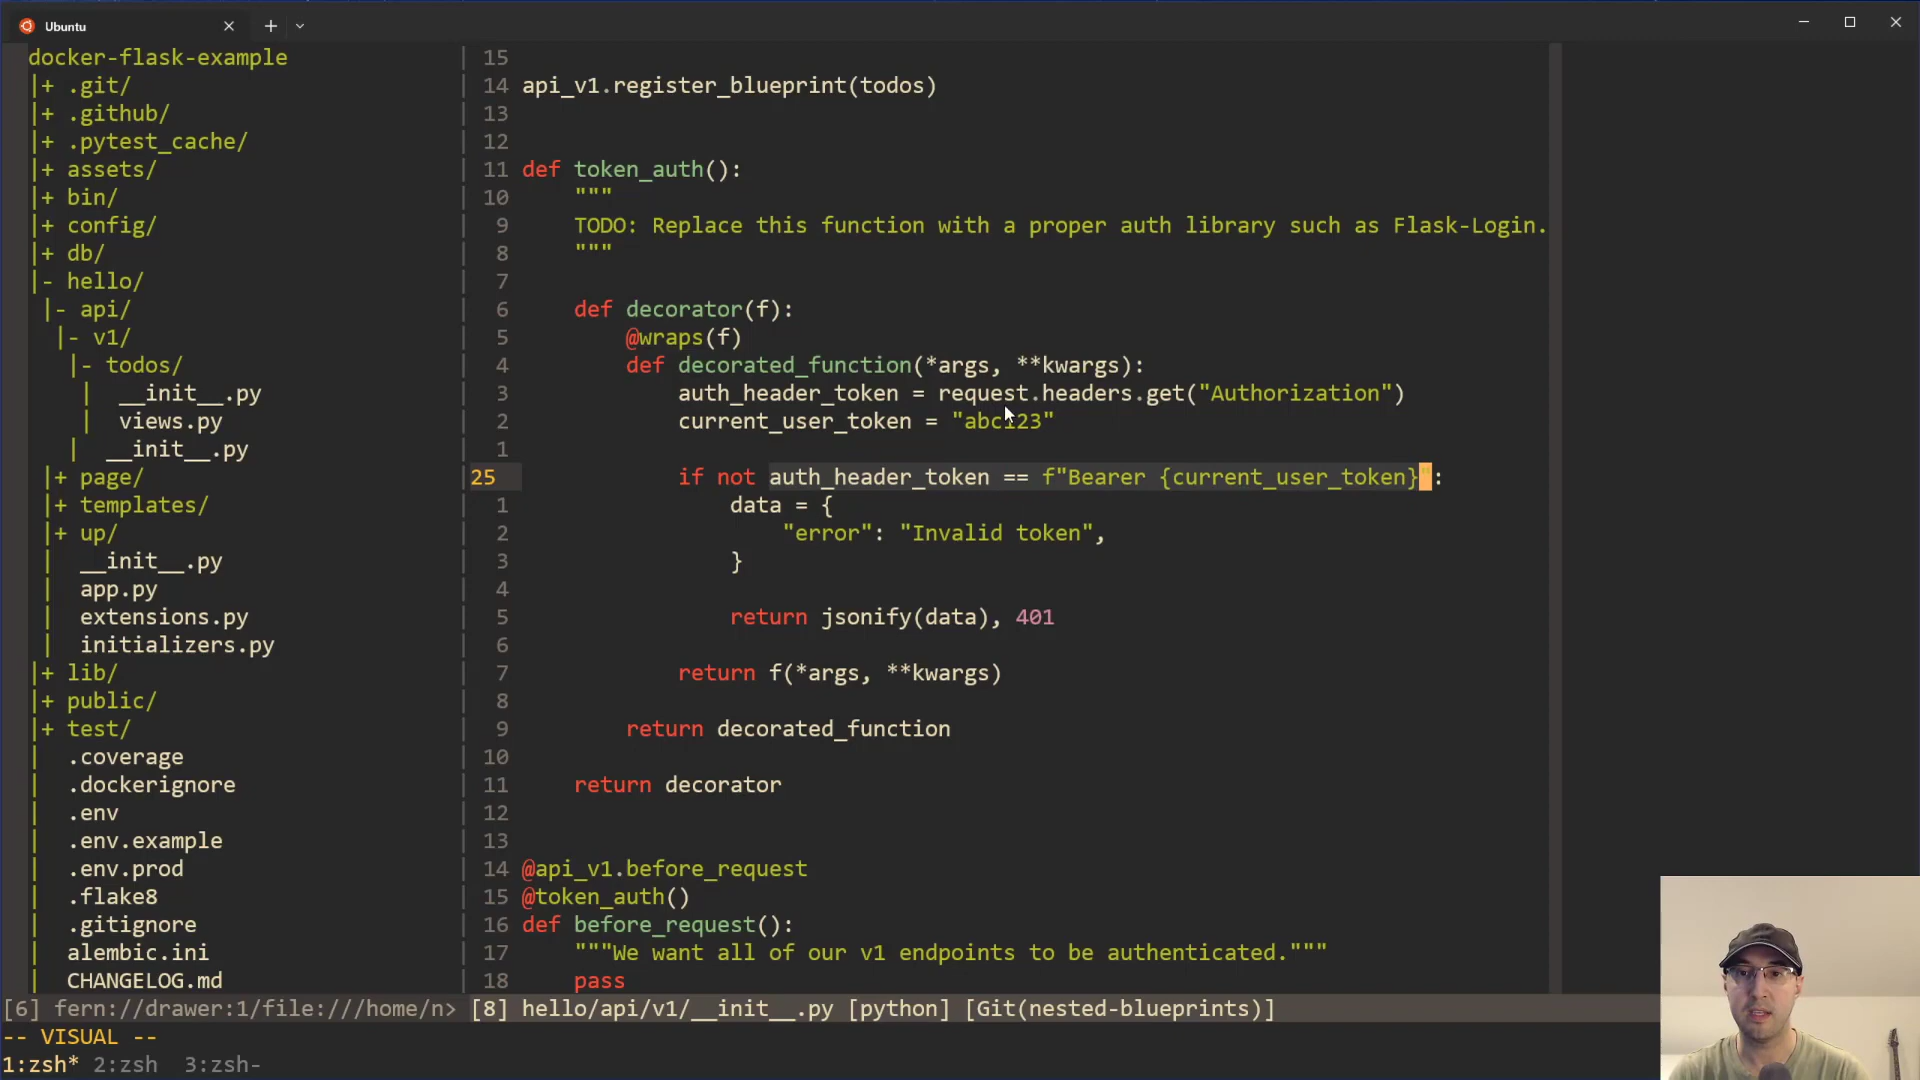 Ubuntu
docker-flask-example
|+ .git/
|+ .github/
|+ .pytest_cache/
|+ assets/
|+ bin/
|+ config/
|+ db/
|- hello/
|- api/
|- v1/
|- todos/
| __init__.py
| views.py
| __init__.py
|+ page/
|+ templates/
|+ up/
| __init__.py
| app.py
| extensions.py
| initializers.py
|+ lib/
|+ public/
|+ test/
| .coverage
| .dockerignore
| .env
| .env.example
| .env.prod
| .flake8
| .gitignore
| alembic.ini
| CHANGELOG.md
15
14 api_v1.register_blueprint(todos)
13
12
11 def token_auth():
10 """
9 TODO: Replace this function with a proper auth library such as Flask-Login.
8 """
7
6 def decorator(f):
5 @wraps(f)
4 def decorated_function(*args, **kwargs):
3 auth_header_token = request.headers.get("Authorization")
2 current_user_token = "abc123"
1
25 if not auth_header_token == f"Bearer {current_user_token}":
1 data = {
2 "error": "Invalid token",
3 }
4
5 return jsonify(data), 401
6
7 return f(*args, **kwargs)
8
9 return decorated_function
10
11 return decorator
12
13
14 @api_v1.before_request
15 @token_auth()
16 def before_request():
17 """We want all of our v1 endpoints to be authenticated."""
18 pass
[6] fern://drawer:1/file:///home/n> [8] hello/api/v1/__init__.py [python] [Git(nested-blueprints)]
-- VISUAL --
1:zsh* 2:zsh 3:zsh-